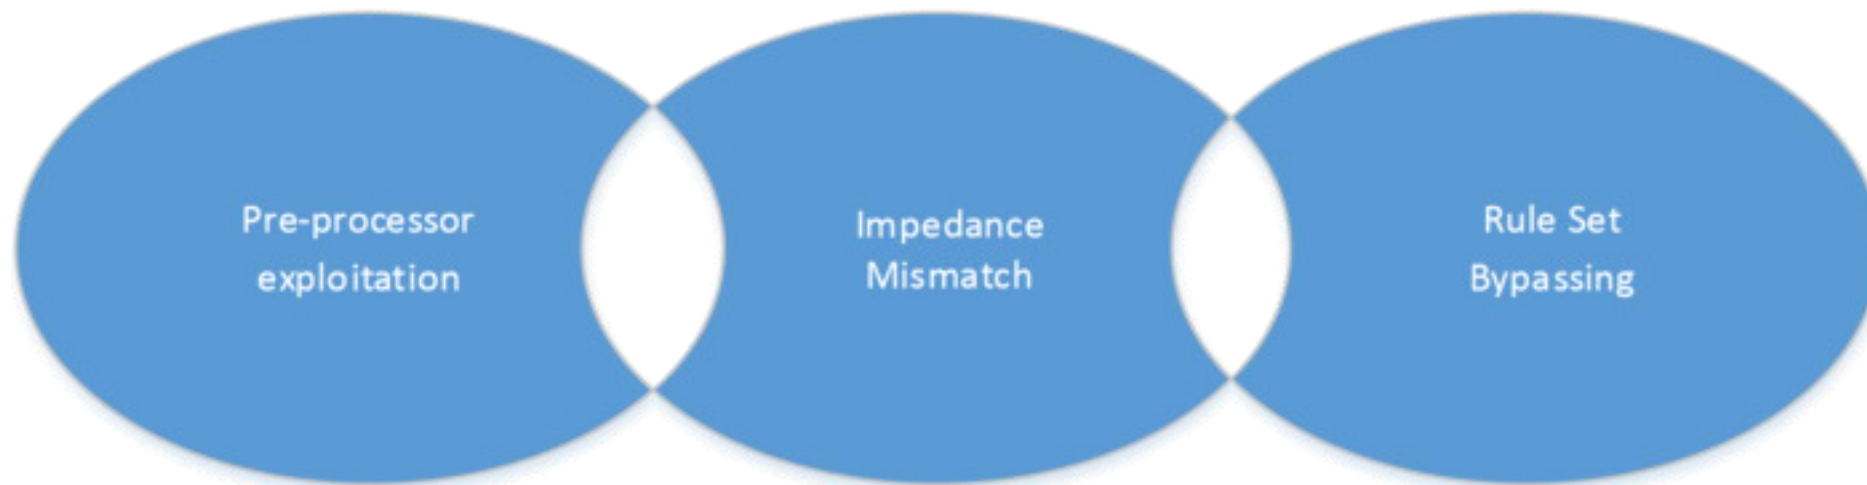 Pre-processor
exploitation
Impedance
Mismatch
Rule Set
Bypassing